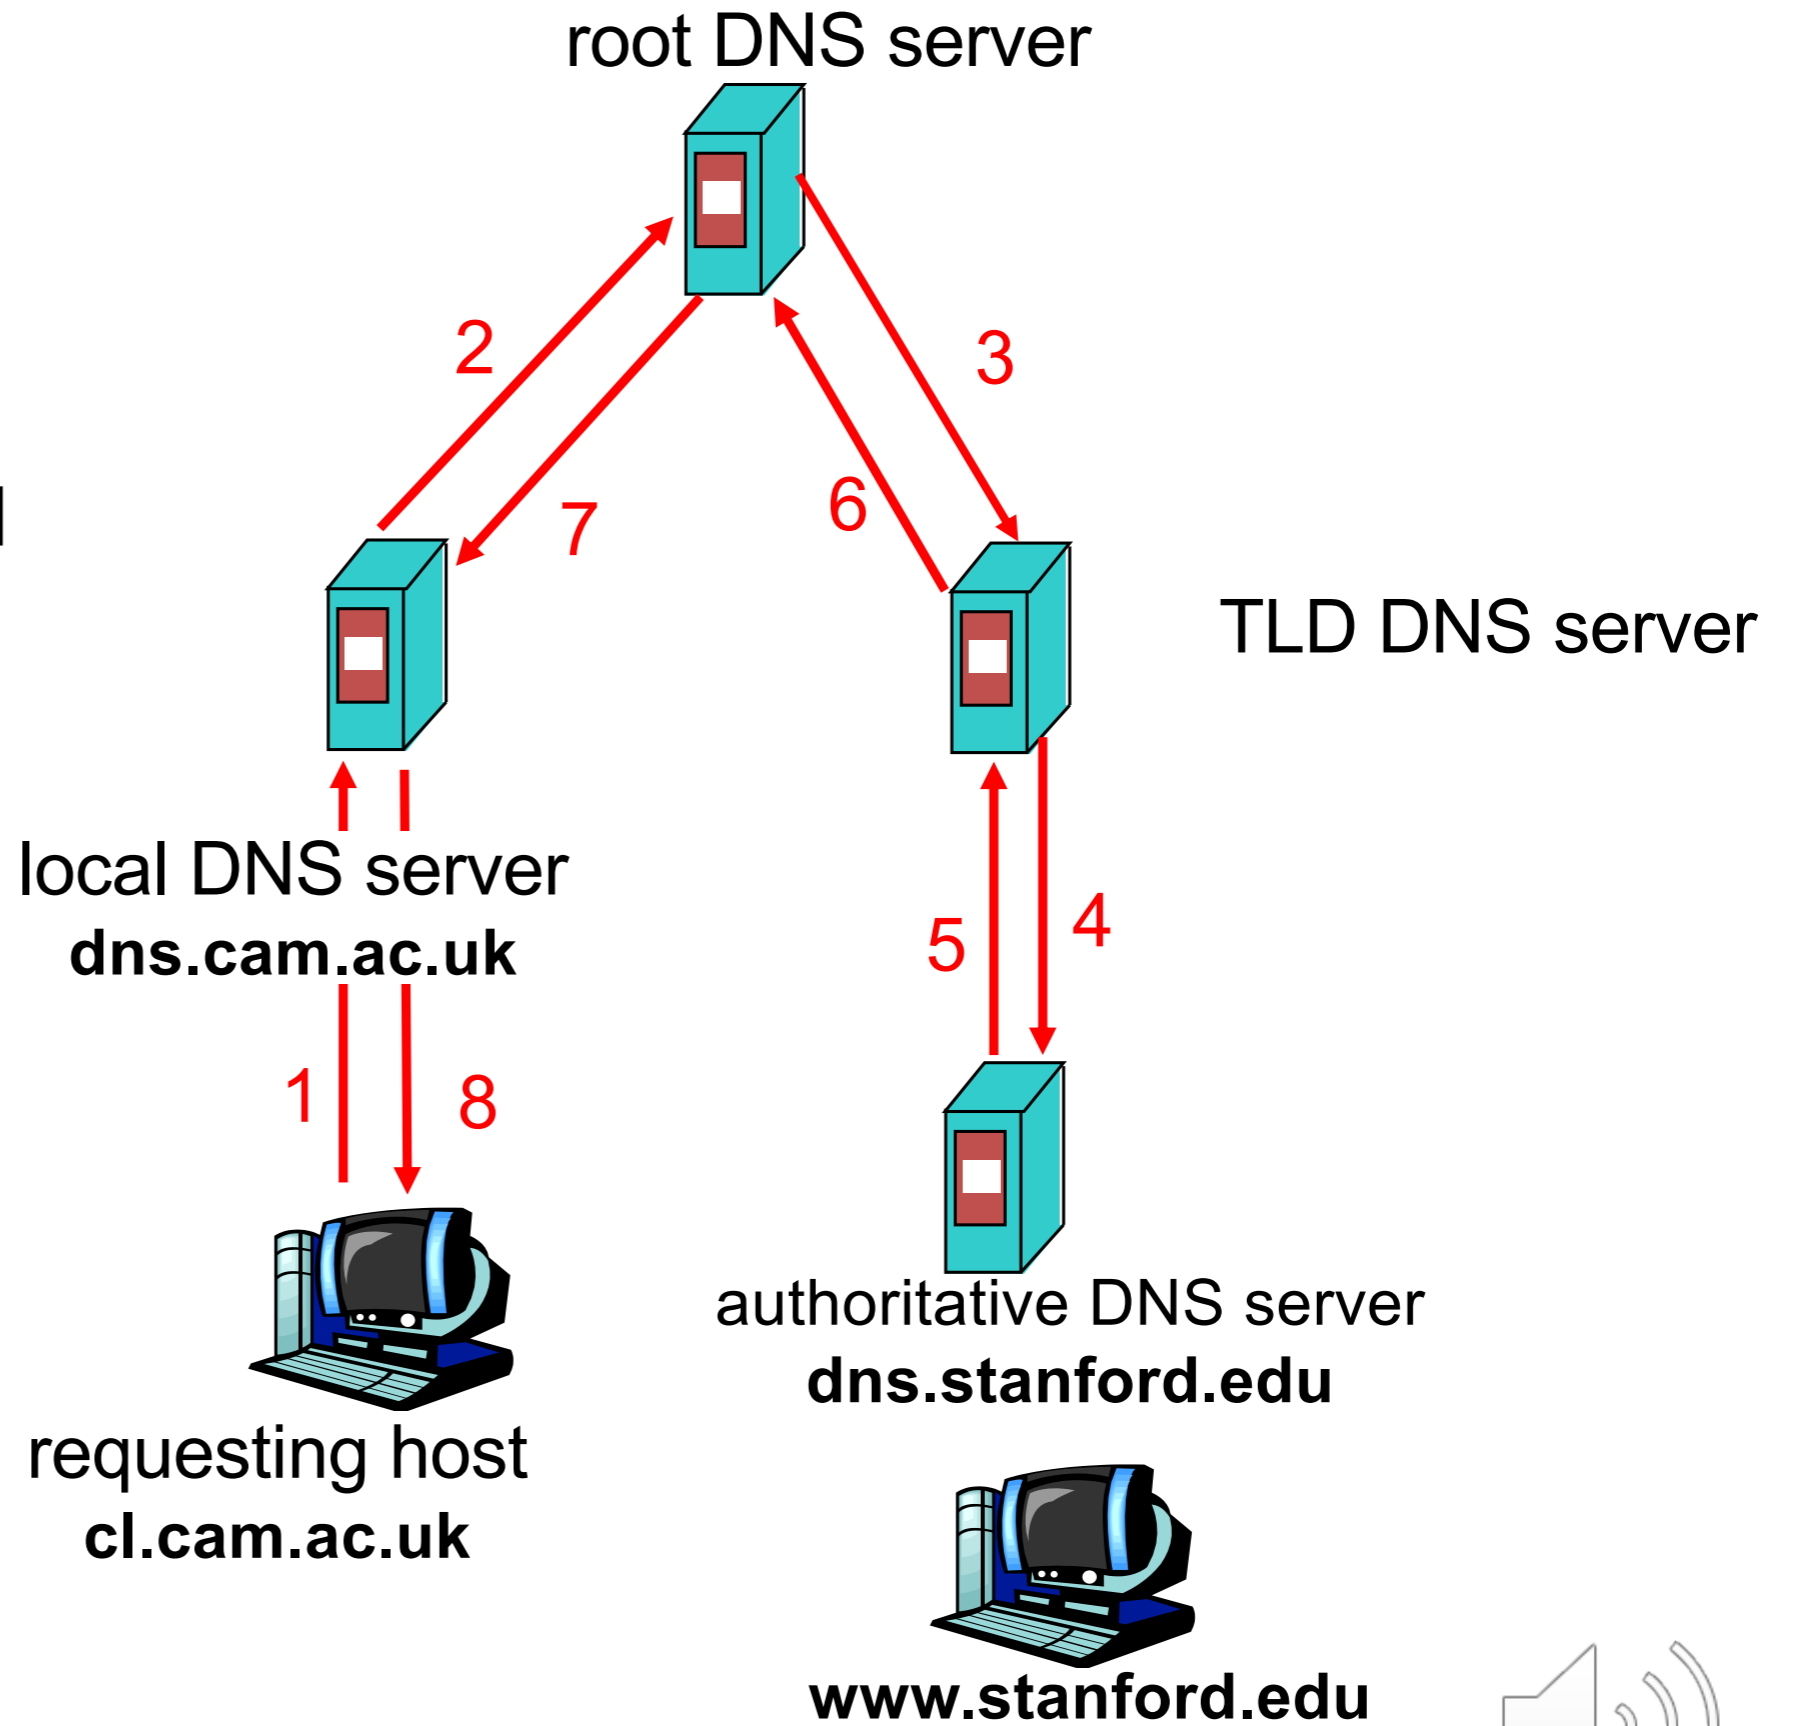 root DNS server
2
3
7
6
TLD DNS server
local DNS server
dns.cam.ac.uk
5
4
1
8
authoritative DNS server
dns.stanford.edu
requesting host
cl.cam.ac.uk
www.stanford.edu